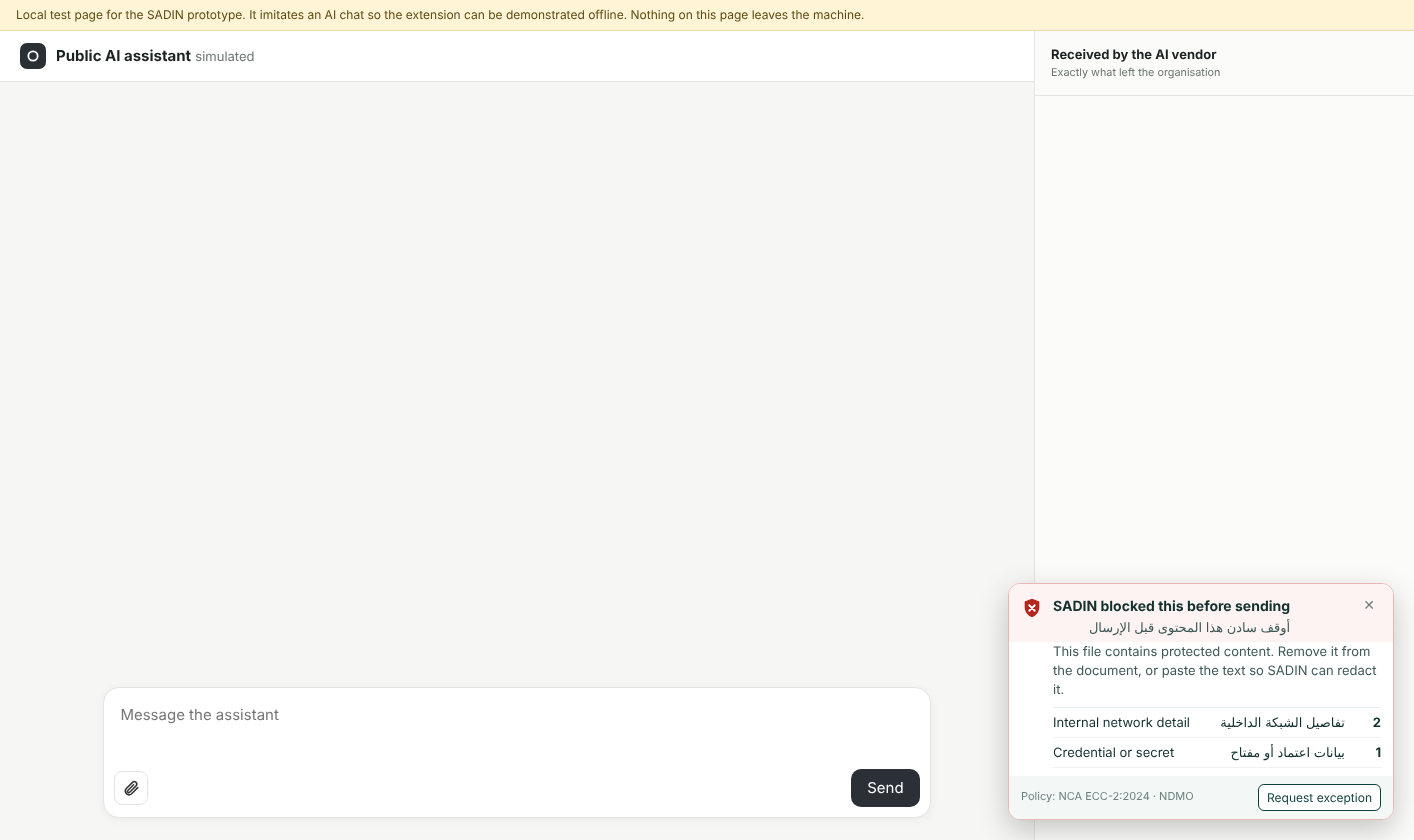 Local test page for the SADIN prototype. It imitates an AI chat so the extension can be demonstrated offline. Nothing on this page leaves the machine.
Public AI assistant simulated
Received by the AI vendor
Exactly what left the organisation
SADIN blocked this before sending
أوقف سادن هذا المحتوى قبل الإرسال
This file contains protected content. Remove it from
the document, or paste the text so SADIN can redact
it.
Internal network detail تفاصيل الشبكة الداخلية 2
Credential or secret بيانات اعتماد أو مفتاح 1
Policy: NCA ECC-2:2024 · NDMO Request exception
Message the assistant
Send